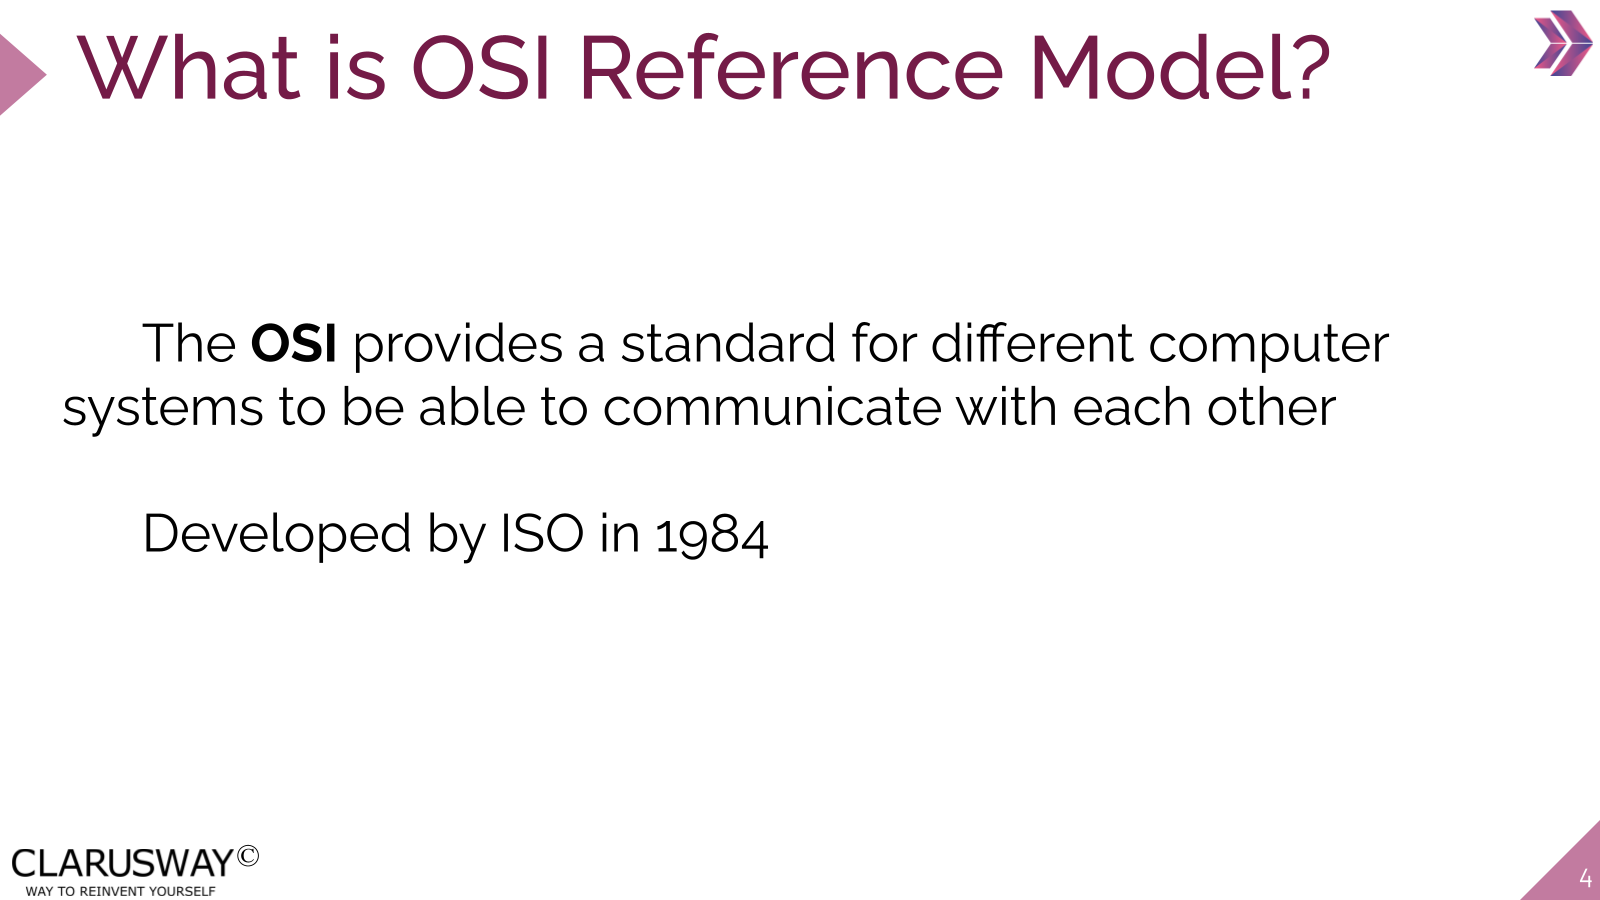 What is OSI Reference Model?
The OSI provides a standard for different computer
systems to be able to communicate with each other
Developed by ISO in 1984
CLARUSWAY©
WAY TO REINVENT YOURSELF
4